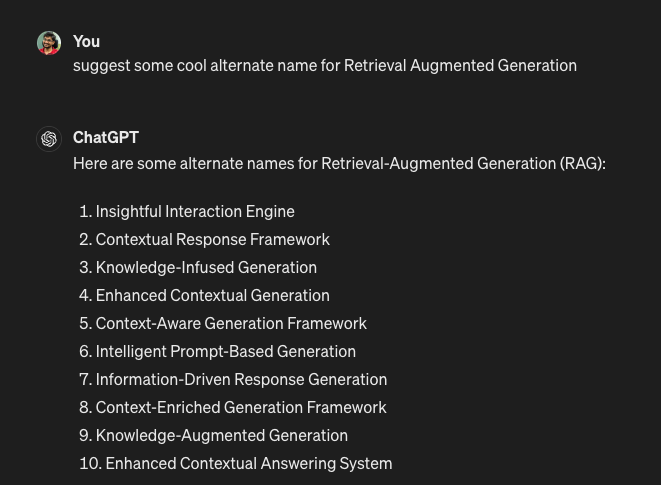 You
suggest some cool alternate name for Retrieval Augmented Generation
ChatGPT
Here are some alternate names for Retrieval-Augmented Generation (RAG):
1. Insightful Interaction Engine
2. Contextual Response Framework
3. Knowledge-Infused Generation
4. Enhanced Contextual Generation
5. Context-Aware Generation Framework
6. Intelligent Prompt-Based Generation
7. Information-Driven Response Generation
8. Context-Enriched Generation Framework
9. Knowledge-Augmented Generation
10. Enhanced Contextual Answering System